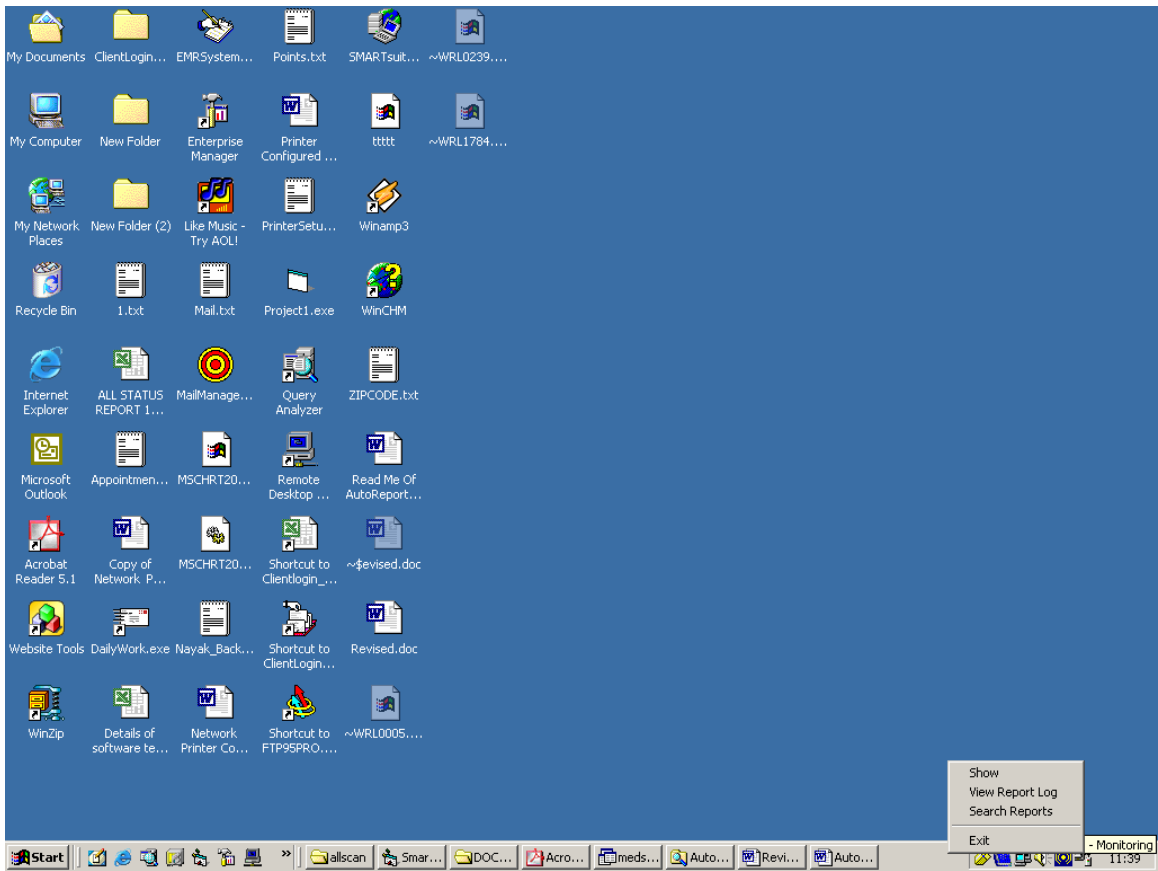 My Documents ClientLogin... EMRSystem... Points.txt SMARTsuit... ~WRL0239....
My Computer New Folder Enterprise Manager Printer Configured ... ttttt ~WRL1784....
My Network Places New Folder (2) Like Music - Try AOL! PrinterSetu... Winamp3
Recycle Bin 1.txt Mail.txt Project1.exe WinCHM
Internet Explorer ALL STATUS REPORT 1... MailManage... Query Analyzer ZIPCODE.txt
Microsoft Outlook Appointmen... MSCHRT20... Remote Desktop ... Read Me Of AutoReport...
Acrobat Reader 5.1 Copy of Network P... MSCHRT20... Shortcut to Clientlogin_... ~$evised.doc
Website Tools DailyWork.exe Nayak_Back... Shortcut to ClientLogin... Revised.doc
WinZip Details of software te... Network Printer Co... Shortcut to FTP95PRO.... ~WRL0005....
Show
View Report Log
Search Reports
Exit
- Monitoring
Start » allscan Smar... DOC... Acro... meds... Auto... Revi... Auto... 11:39